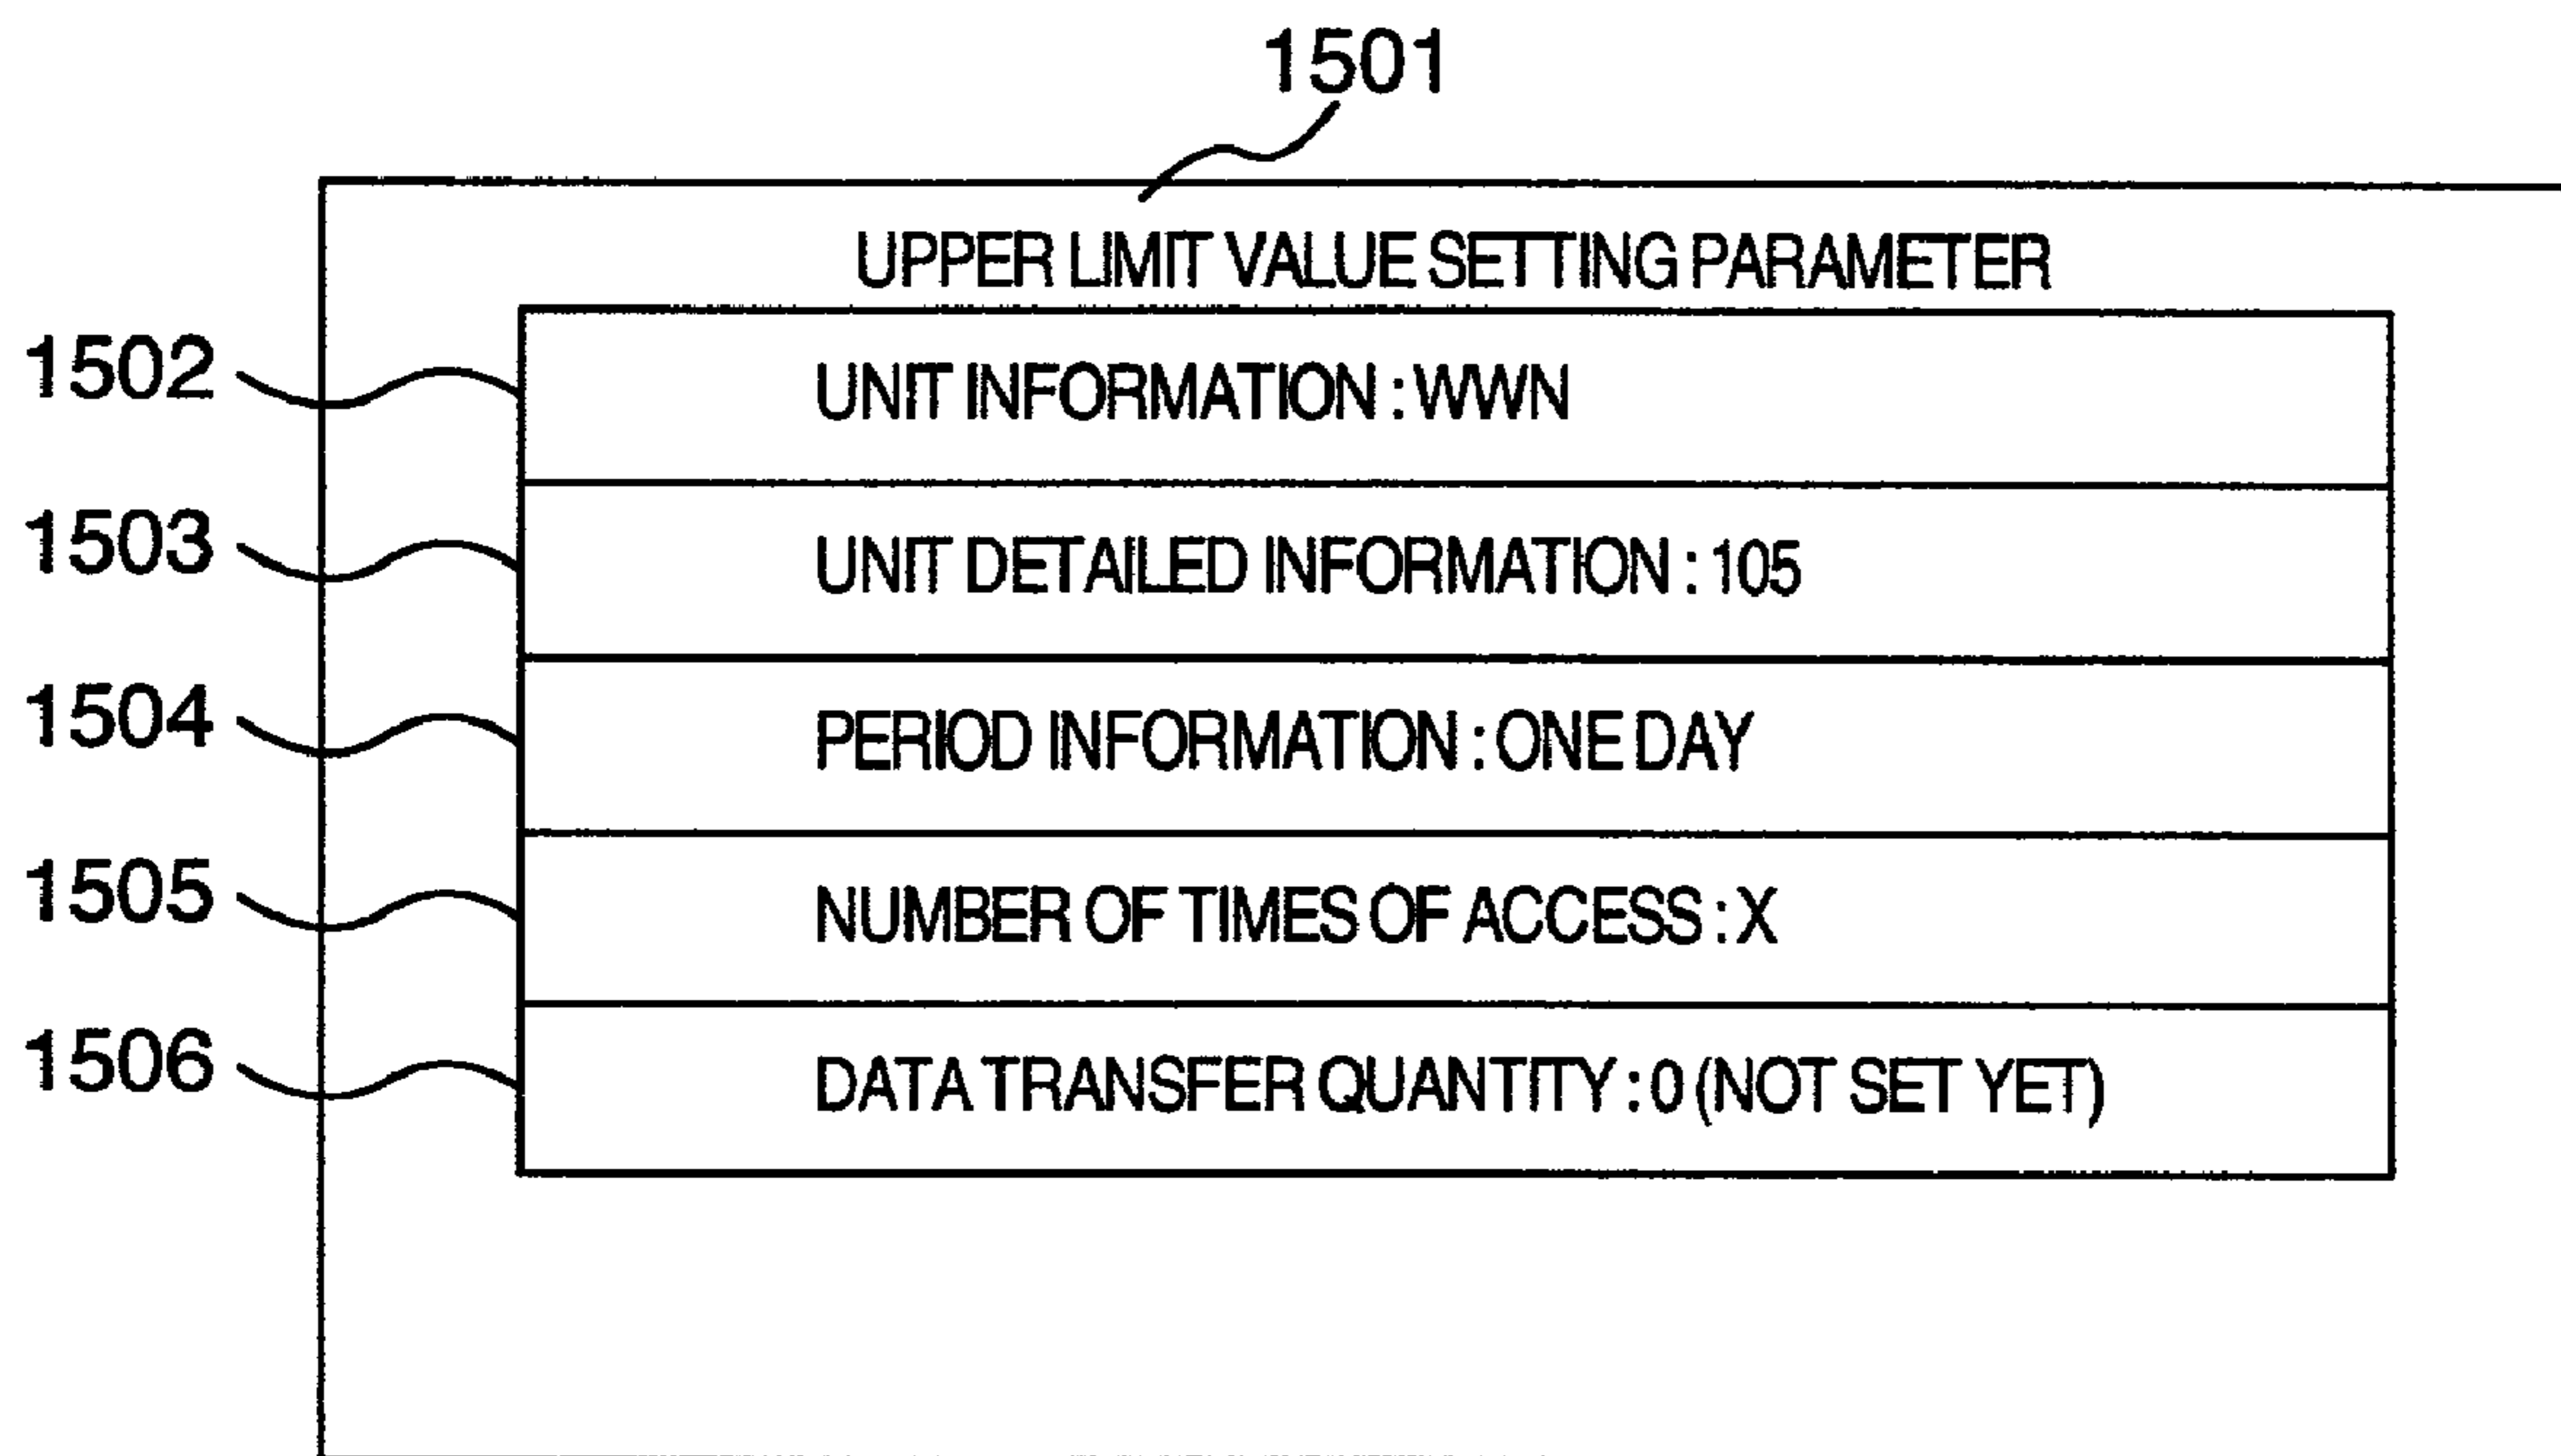 1501
UPPER LIMIT VALUE SETTING PARAMETER
1502 UNIT INFORMATION : WWN
1503 UNIT DETAILED INFORMATION : 105
1504 PERIOD INFORMATION : ONE DAY
1505 NUMBER OF TIMES OF ACCESS : X
1506 DATA TRANSFER QUANTITY : 0 (NOT SET YET)